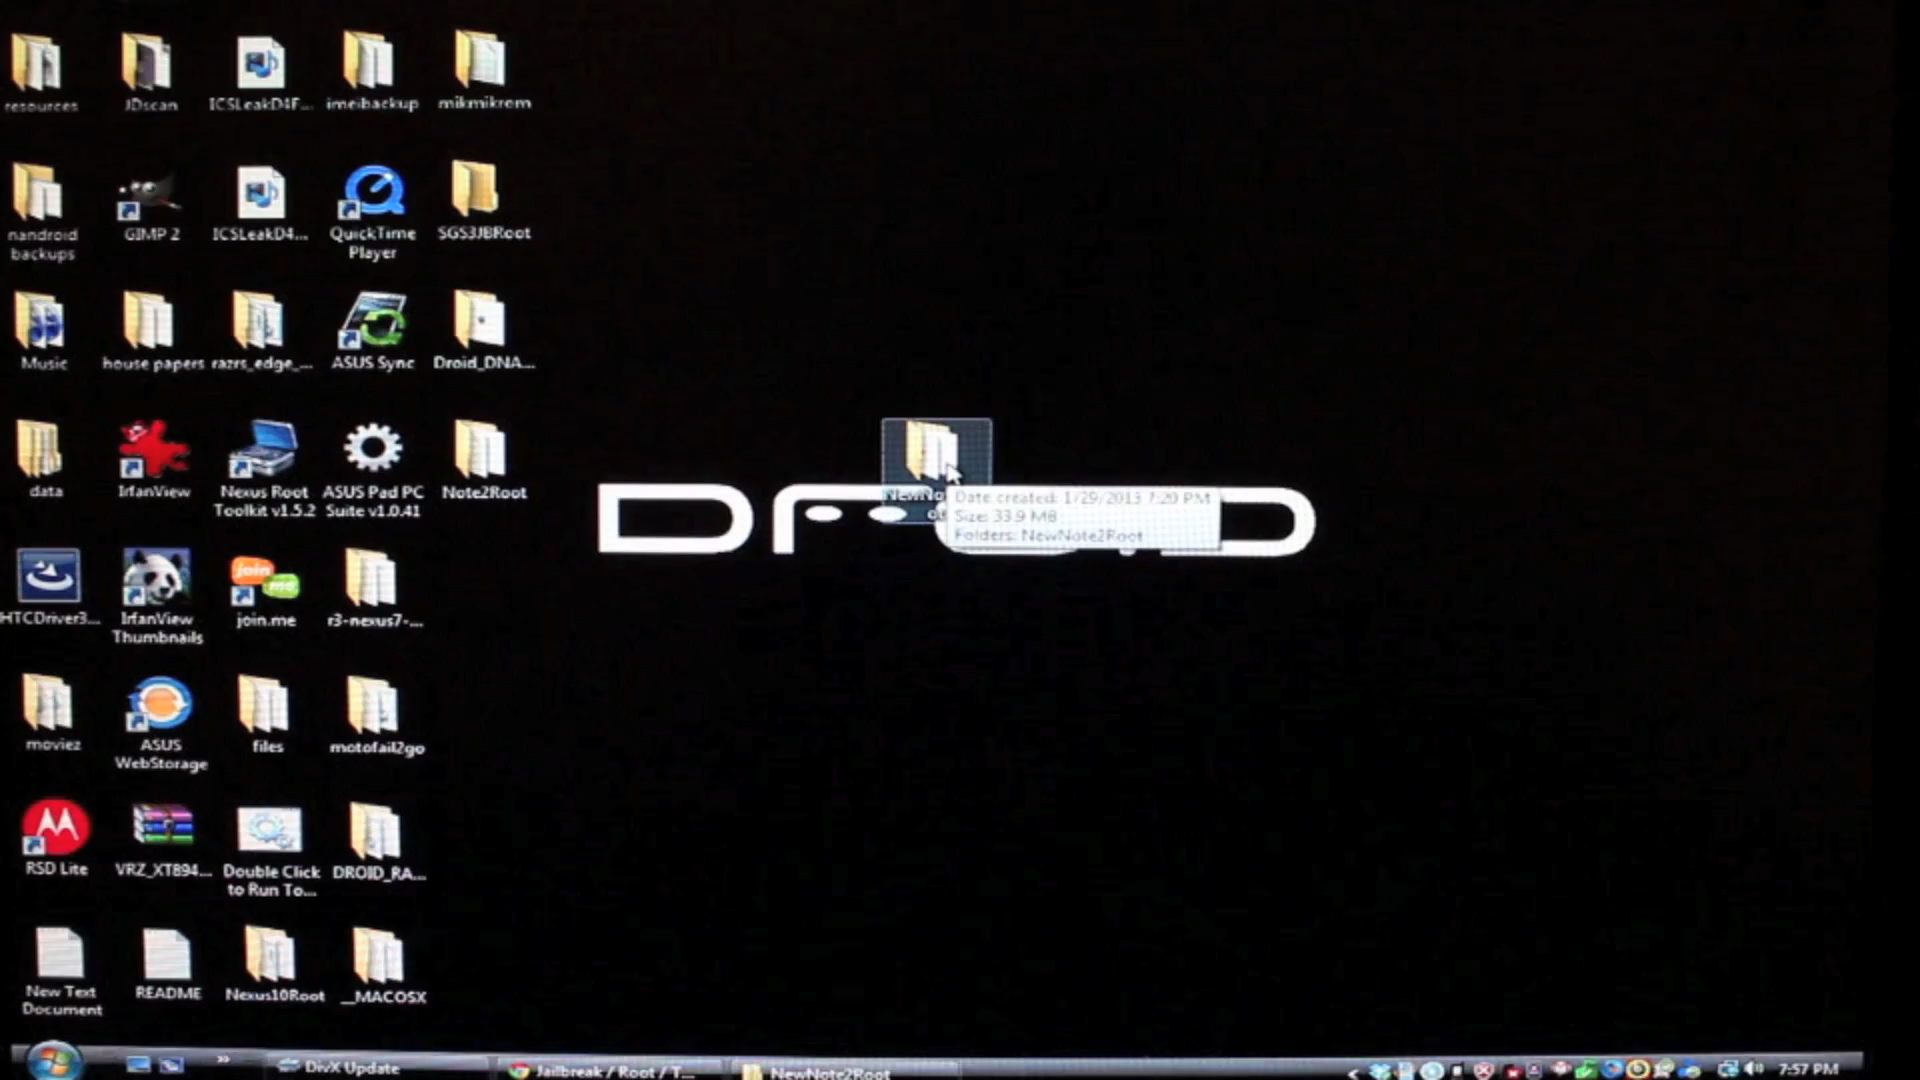 resources
JDscan
ICSLeakD4F...
imeibackup
mikmikrom
nandroid
backups
GIMP 2
ICSLeakD4...
QuickTime
Player
SGS3JBRoot
Music
house papers
razrs_edge_...
ASUS Sync
Droid_DNA...
data
IrfanView
Nexus Root
Toolkit v1.5.2
ASUS Pad PC
Suite v1.0.41
Note2Root
NewNo
Date created: 1/29/2013 7:20 PM
Size: 33.9 MB
Folders: NewNote2Root
HTCDriver3...
IrfanView
Thumbnails
join me
join.me
r3-nexus7-...
moviez
ASUS
WebStorage
files
motofail2go
RSD Lite
VRZ_XT894...
Double Click
to Run To...
DROID_RA...
New Text
Document
README
Nexus10Root
__MACOSX
DivX Update
Jailbreak / Root / T...
NewNote2Root
7:57 PM